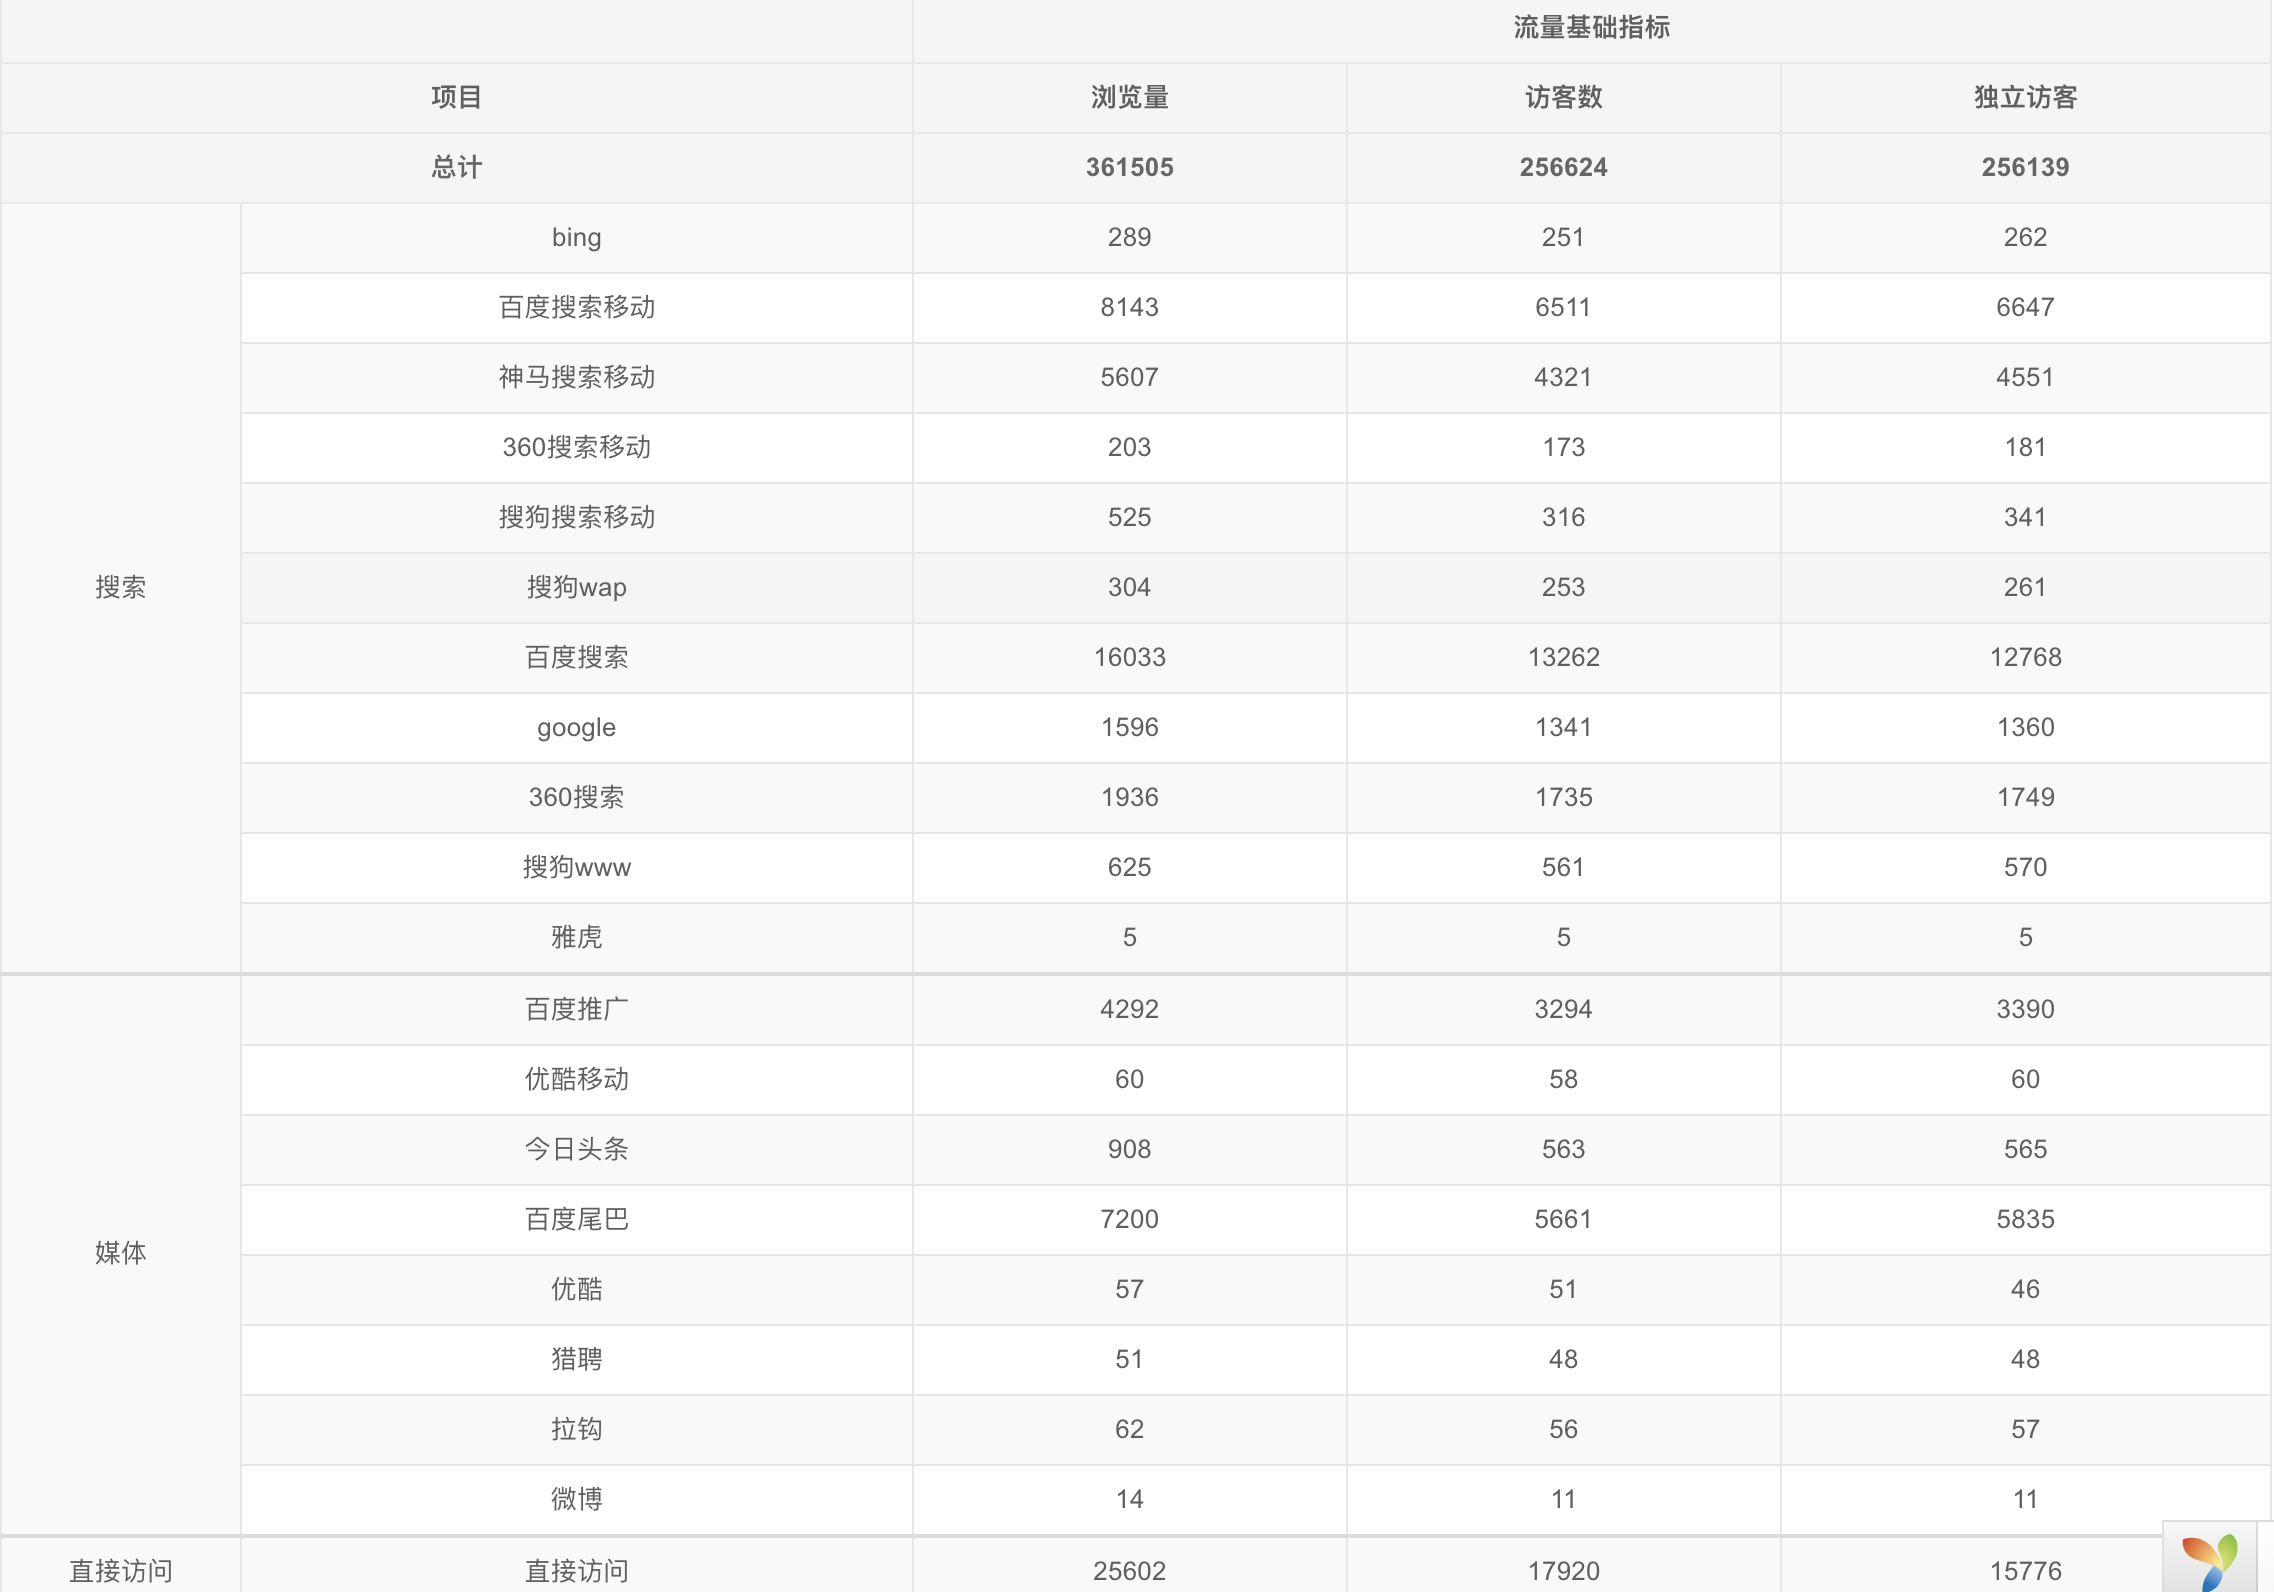 流量基础指标
项目 浏览量 访客数 独立访客
总计 361505 256624 256139
搜索
bing 289 251 262
百度搜索移动 8143 6511 6647
神马搜索移动 5607 4321 4551
360搜索移动 203 173 181
搜狗搜索移动 525 316 341
搜狗wap 304 253 261
百度搜索 16033 13262 12768
google 1596 1341 1360
360搜索 1936 1735 1749
搜狗www 625 561 570
雅虎 5 5 5
媒体
百度推广 4292 3294 3390
优酷移动 60 58 60
今日头条 908 563 565
百度尾巴 7200 5661 5835
优酷 57 51 46
猎聘 51 48 48
拉钩 62 56 57
微博 14 11 11
直接访问 直接访问 25602 17920 15776